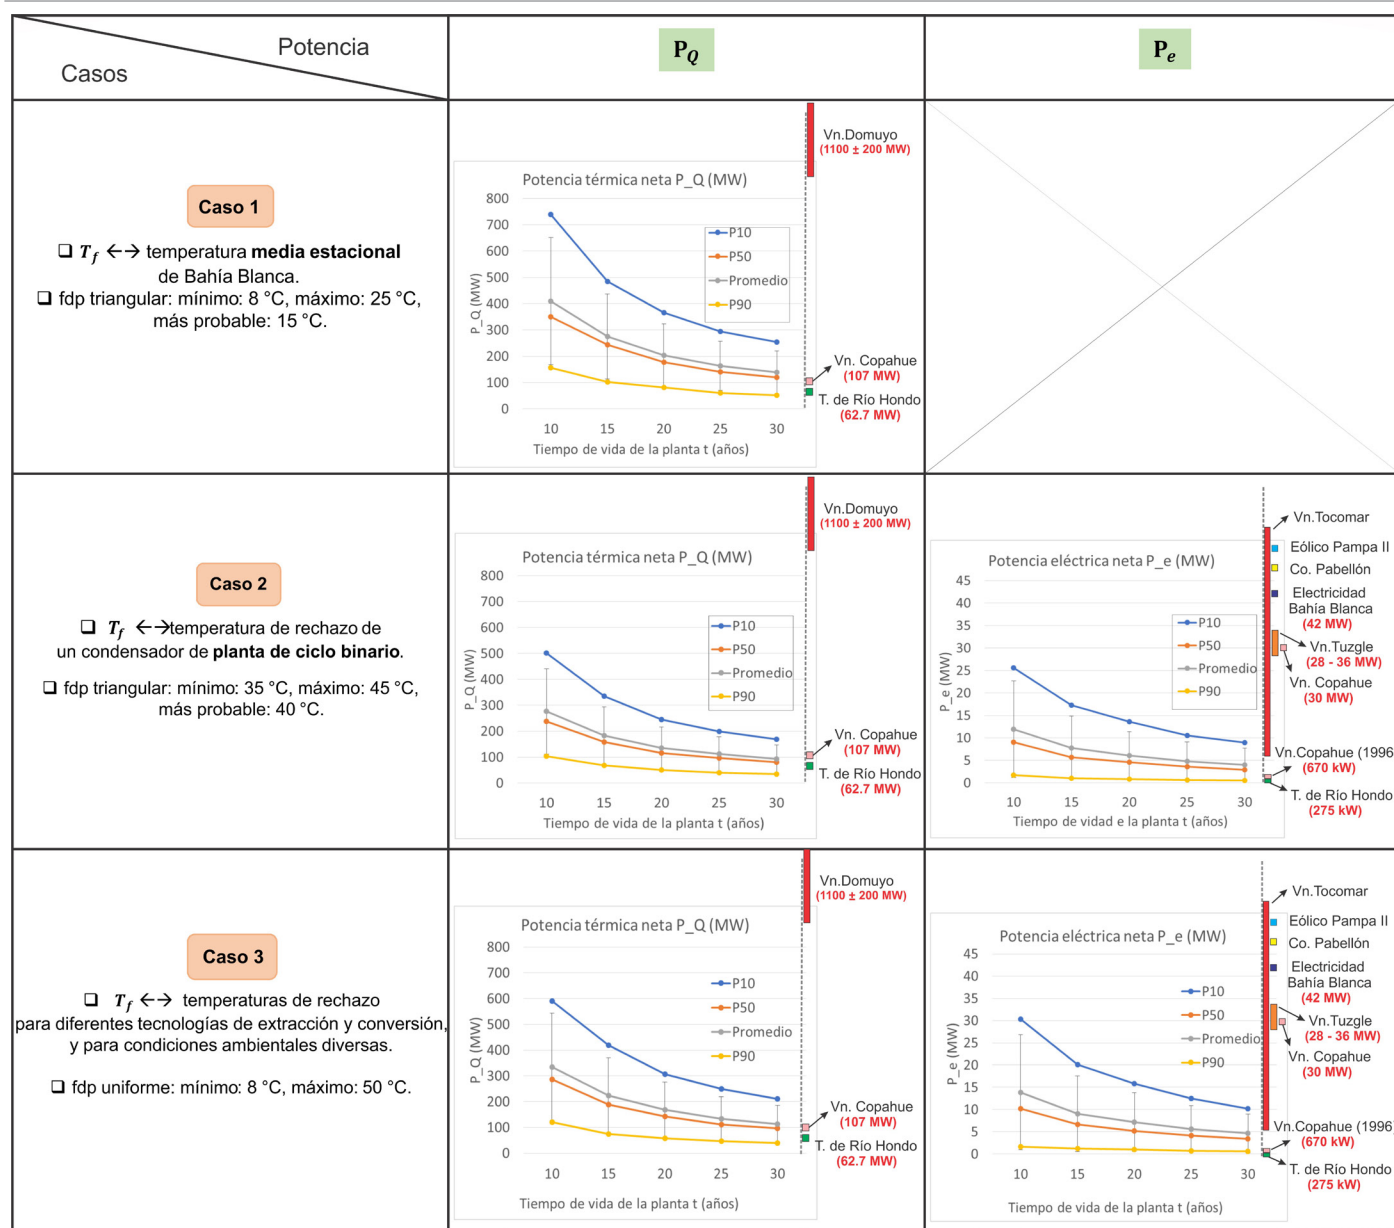 Potencia
Casos
P_Q
P_e
Caso 1
❑ T_f ←→ temperatura media estacional
de Bahía Blanca.
❑ fdp triangular: mínimo: 8 °C, máximo: 25 °C,
más probable: 15 °C.
Potencia térmica neta P_Q (MW)
P_Q (MW)
800
700
600
500
400
300
200
100
0
10 15 20 25 30
Tiempo de vida de la planta t (años)
P10
P50
Promedio
P90
Vn.Domuyo
(1100 ± 200 MW)
Vn. Copahue
(107 MW)
T. de Río Hondo
(62.7 MW)
Caso 2
❑ T_f ←→temperatura de rechazo de
un condensador de planta de ciclo binario.
❑ fdp triangular: mínimo: 35 °C, máximo: 45 °C,
más probable: 40 °C.
Potencia térmica neta P_Q (MW)
P_Q (MW)
800
700
600
500
400
300
200
100
0
10 15 20 25 30
Tiempo de vida de la planta t (años)
P10
P50
Promedio
P90
Vn.Domuyo
(1100 ± 200 MW)
Vn. Copahue
(107 MW)
T. de Río Hondo
(62.7 MW)
Potencia eléctrica neta P_e (MW)
P_e (MW)
45
40
35
30
25
20
15
10
5
0
10 15 20 25 30
Tiempo de vidad e la planta t (años)
P10
P50
Promedio
P90
Vn.Tocomar
Eólico Pampa II
Co. Pabellón
Electricidad
Bahía Blanca
(42 MW)
Vn.Tuzgle
(28 - 36 MW)
Vn. Copahue
(30 MW)
Vn.Copahue (1996)
(670 kW)
T. de Río Hondo
(275 kW)
Caso 3
❑ T_f ←→ temperaturas de rechazo
para diferentes tecnologías de extracción y conversión,
y para condiciones ambientales diversas.
❑ fdp uniforme: mínimo: 8 °C, máximo: 50 °C.
Potencia térmica neta P_Q (MW)
P_Q (MW)
800
700
600
500
400
300
200
100
0
10 15 20 25 30
Tiempo de vida de la planta t (años)
P10
P50
Promedio
P90
Vn.Domuyo
(1100 ± 200 MW)
Vn. Copahue
(107 MW)
T. de Río Hondo
(62.7 MW)
Potencia eléctrica neta P_e (MW)
P_e (MW)
45
40
35
30
25
20
15
10
5
0
10 15 20 25 30
Tiempo de vida de la planta t (años)
P10
P50
Promedio
P90
Vn.Tocomar
Eólico Pampa II
Co. Pabellón
Electricidad
Bahía Blanca
(42 MW)
Vn.Tuzgle
(28 - 36 MW)
Vn. Copahue
(30 MW)
Vn.Copahue (1996)
(670 kW)
T. de Río Hondo
(275 kW)